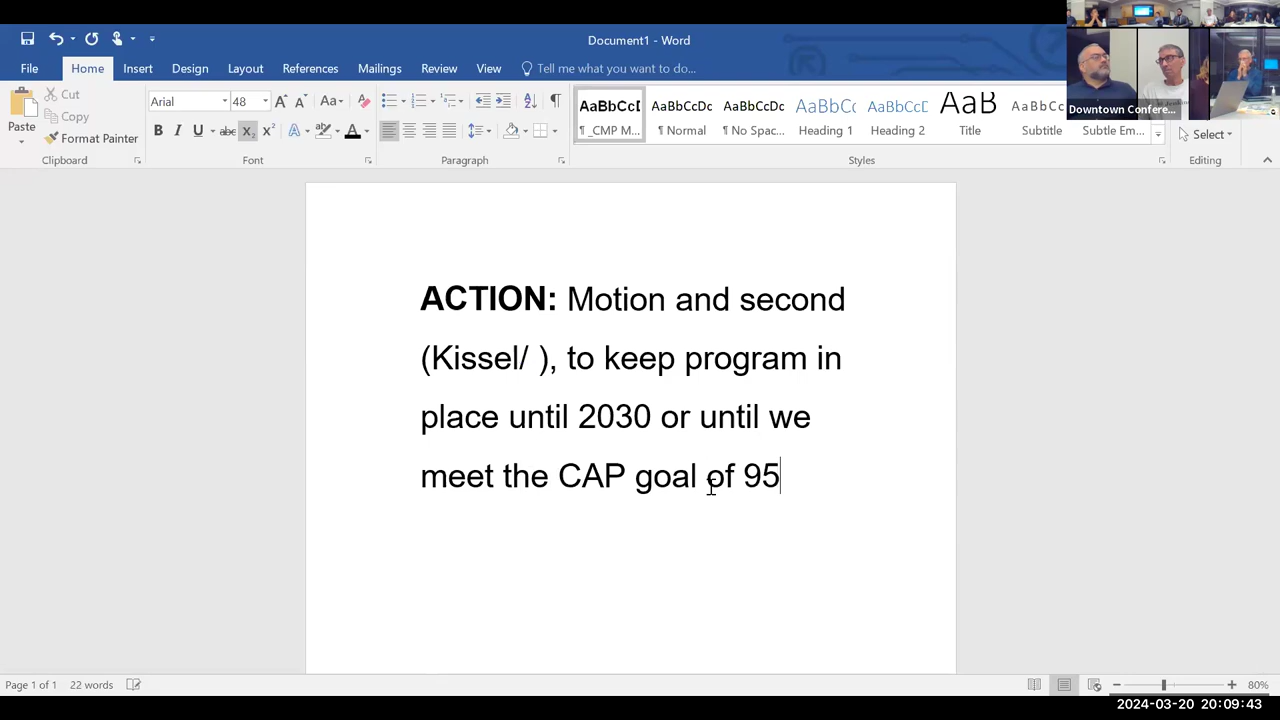 Document1 - Word
File Home Insert Design Layout References Mailings Review View Tell me what you want to do...
Paste Cut Copy Format Painter
Arial 48
AaBbCcI AaBbCcDc AaBbCcDc AaBbCc AaBbCcD AaB AaBbCc
¶ _CMP M... ¶ Normal ¶ No Spac... Heading 1 Heading 2 Title Subtitle Subtle Em...
Select
Clipboard Font Paragraph Styles Editing
Downtown Confere...
ACTION: Motion and second
(Kissel/ ), to keep program in
place until 2030 or until we
meet the CAP goal of 95
Page 1 of 1 22 words 80%
2024-03-20 20:09:43